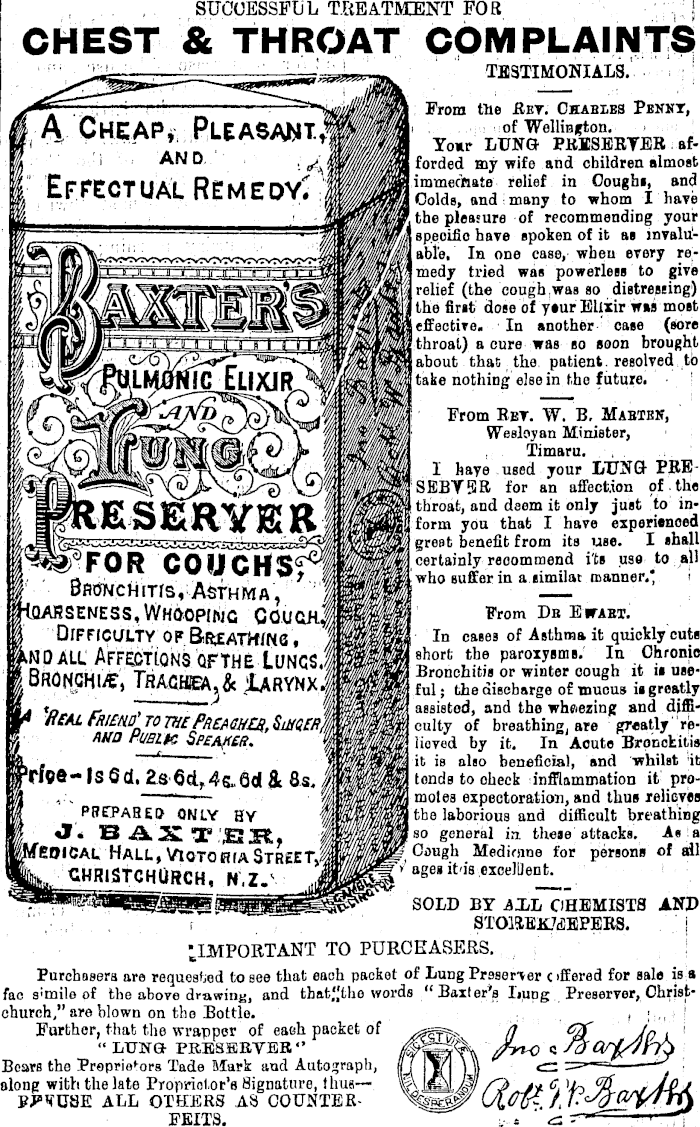 SUCCESSFUL TREATMENT FOR
CHEST & THROAT COMPLAINTS
A CHEAP, PLEASANT,
AND
EFFECTUAL REMEDY.
BAXTER'S
PULMONIC ELIXIR
AND
LUNG
PRESERVER
FOR COUGHS,
BRONCHITIS, ASTHMA,
HOARSENESS, WHOOPING COUGH,
DIFFICULTY OF BREATHING,
AND ALL AFFECTIONS OF THE LUNGS,
BRONCHIÆ, TRACHEA, & LARYNX.
A 'REAL FRIEND' TO THE PREACHER, SINGER,
AND PUBLIC SPEAKER.
Price-1s 6d. 2s 6d, 4s. 6d & 8s.
PREPARED ONLY BY
J. BAXTER,
MEDICAL HALL, VICTORIA STREET,
CHRISTCHURCH, N.Z.
GAMBLE
WELLINGTON
TESTIMONIALS.
From the REV. CHARLES PENNY,
of Wellington.
Your LUNG PRESERVER af-
forded my wife and children almost
immediate relief in Coughs, and
Colds, and many to whom I have
the pleasure of recommending your
specific have spoken of it as invalu-
able. In one case, when every re-
medy tried was powerless to give
relief (the cough was so distressing)
the first dose of your Elixir was most
effective. In another case (sore
throat) a cure was so soon brought
about that the patient resolved to
take nothing else in the future.
From REV. W. B. MARTEN,
Wesleyan Minister,
Timaru.
I have used your LUNG PRE-
SERVER for an affection of the
throat, and deem it only just to in-
form you that I have experienced
great benefit from its use. I shall
certainly recommend its use to all
who suffer in a similar manner.
From DR EWART.
In cases of Asthma it quickly cuts
short the paroxysms. In Chronic
Bronchitis or winter cough it is use-
ful; the discharge of mucus is greatly
assisted, and the wheezing and diffi-
culty of breathing, are greatly re-
lieved by it. In Acute Bronckitis
it is also beneficial, and whilst it
tends to check infflammation it pro-
motes expectoration, and thus relieves
the laborious and difficult breathing
so general in these attacks. As a
Cough Medicine for persons of all
ages it is excellent.
SOLD BY ALL CHEMISTS AND
STOREKEEPERS.
IMPORTANT TO PURCHASERS.
Purchasers are requested to see that each packet of Lung Preserver offered for sale is a
fac simile of the above drawing, and that the words "Baxter's Lung Preserver, Christ-
church," are blown on the Bottle.
Further, that the wrapper of each packet of
"LUNG PRESERVER"
Bears the Proprietors Tade Mark and Autograph,
along with the late Proprietor's Signature, thus—
REFUSE ALL OTHERS AS COUNTER-
FEITS.
SIC EST VITÆ
NIL DESPERANDUM
Jno Baxter
Robt. Baxter